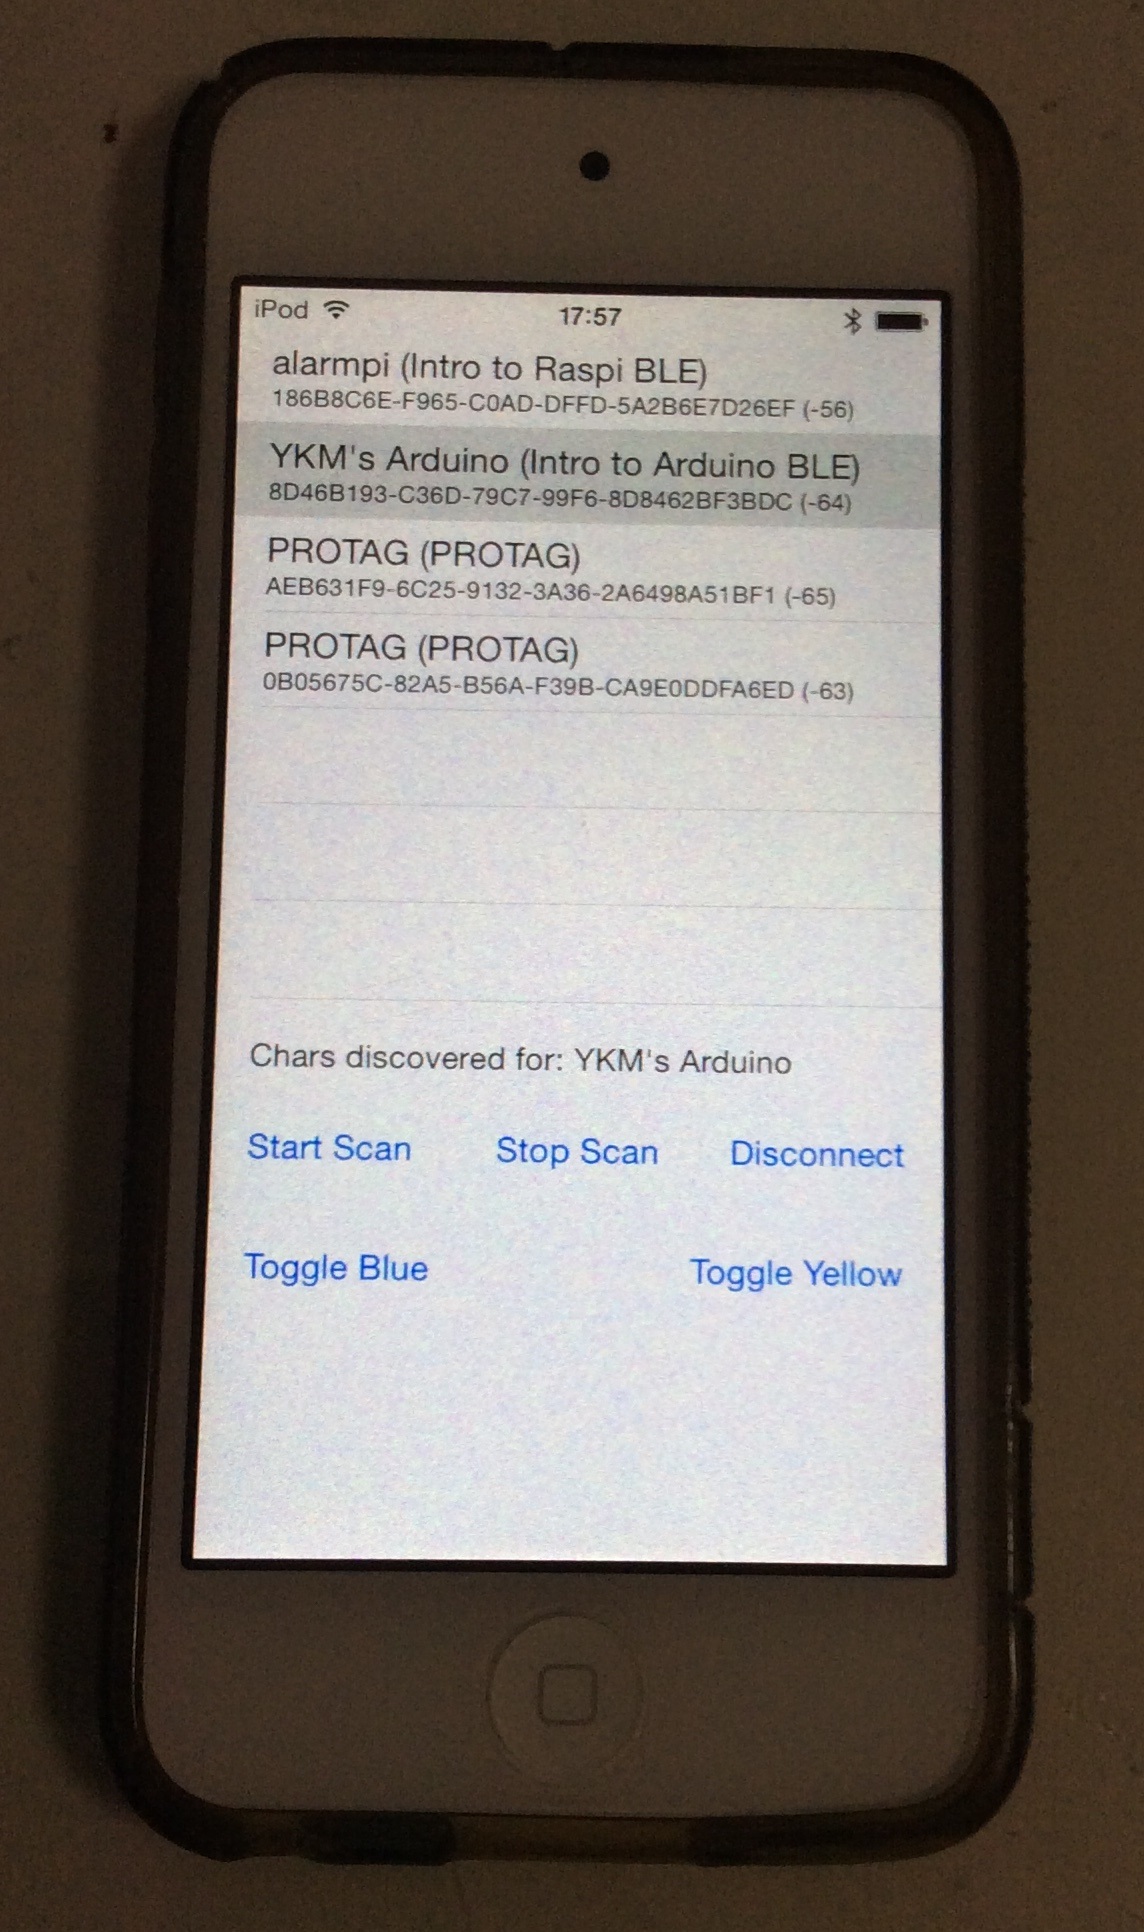 iPod 17:57
alarmpi (Intro to Raspi BLE)
186B8C6E-F965-C0AD-DFFD-5A2B6E7D26EF (-56)
YKM's Arduino (Intro to Arduino BLE)
8D46B193-C36D-79C7-99F6-8D8462BF3BDC (-64)
PROTAG (PROTAG)
AEB631F9-6C25-9132-3A36-2A6498A51BF1 (-65)
PROTAG (PROTAG)
0B05675C-82A5-B56A-F39B-CA9E0DDFA6ED (-63)
Chars discovered for: YKM's Arduino
Start Scan Stop Scan Disconnect
Toggle Blue Toggle Yellow